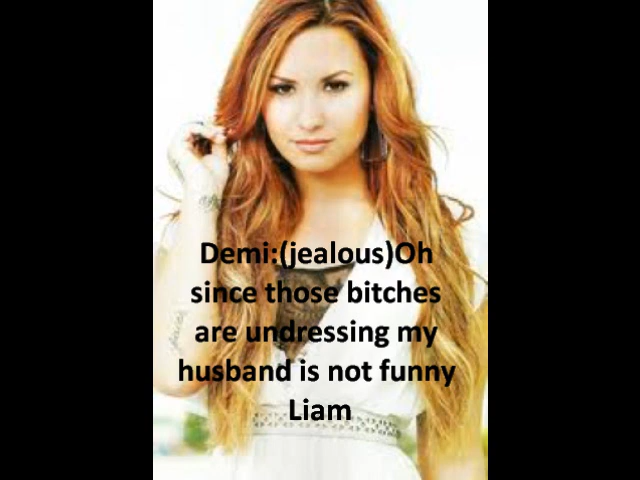 Demi:(jealous)Oh
since those bitches
are undressing my
husband is not funny
Liam